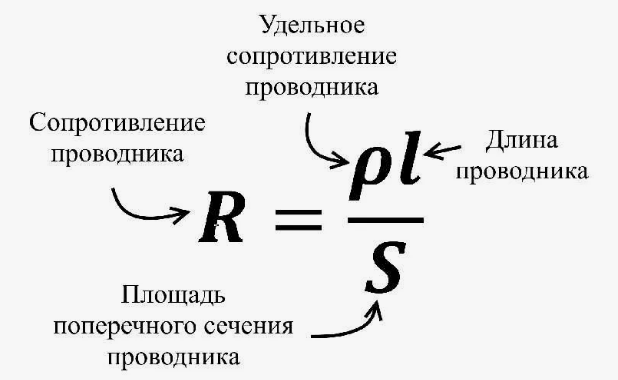 Удельное
сопротивление
проводника
Сопротивление
проводника
Длина
проводника
R = ρl
S
Площадь
поперечного сечения
проводника